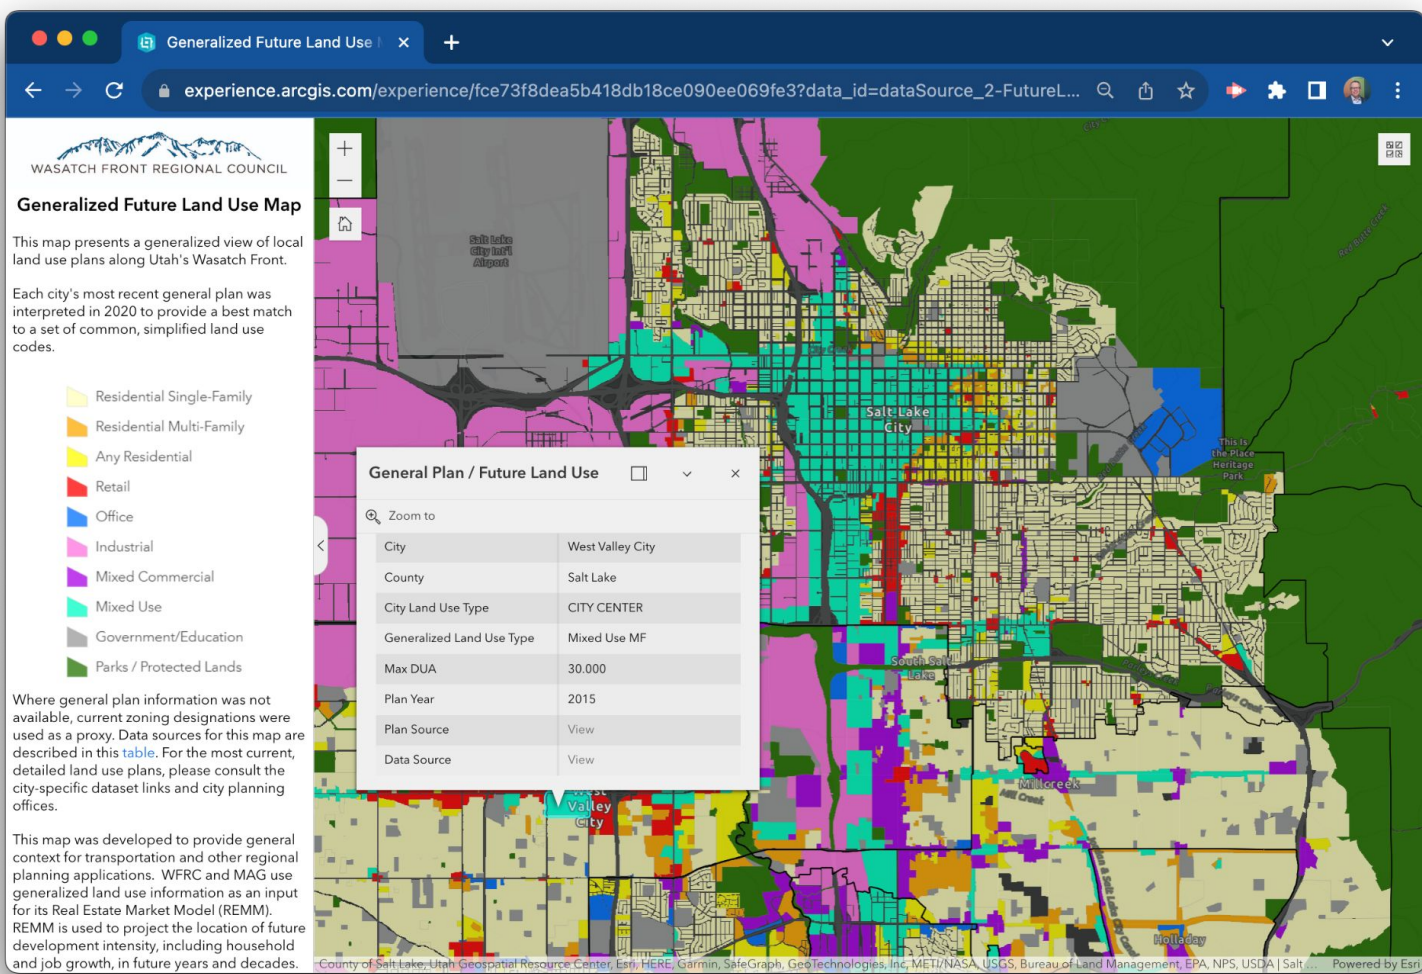 Generalized Future Land Use M
experience.arcgis.com/experience/fce73f8dea5b418db18ce090ee069fe3?data_id=dataSource_2-FutureL...
WASATCH FRONT REGIONAL COUNCIL
Generalized Future Land Use Map
This map presents a generalized view of local
land use plans along Utah's Wasatch Front.
Each city's most recent general plan was
interpreted in 2020 to provide a best match
to a set of common, simplified land use
codes.
Residential Single-Family
Residential Multi-Family
Any Residential
Retail
Office
Industrial
Mixed Commercial
Mixed Use
Government/Education
Parks / Protected Lands
Where general plan information was not
available, current zoning designations were
used as a proxy. Data sources for this map are
described in this table. For the most current,
detailed land use plans, please consult the
city-specific dataset links and city planning
offices.
This map was developed to provide general
context for transportation and other regional
planning applications. WFRC and MAG use
generalized land use information as an input
for its Real Estate Market Model (REMM).
REMM is used to project the location of future
development intensity, including household
and job growth, in future years and decades.
Salt Lake
City Int'l
Airport
Salt Lake
City
This Is
the Place
Heritage
Park
General Plan / Future Land Use
Zoom to
City West Valley City
County Salt Lake
City Land Use Type CITY CENTER
Generalized Land Use Type Mixed Use MF
Max DUA 30.000
Plan Year 2015
Plan Source View
Data Source View
South Salt
Lake
Millcreek
Mill Creek
West
Valley
City
Holladay
County of Salt Lake, Utah Geospatial Resource Center, Esri, HERE, Garmin, SafeGraph, GeoTechnologies, Inc, METI/NASA, USGS, Bureau of Land Management, EPA, NPS, USDA | Salt ...
Powered by Esri